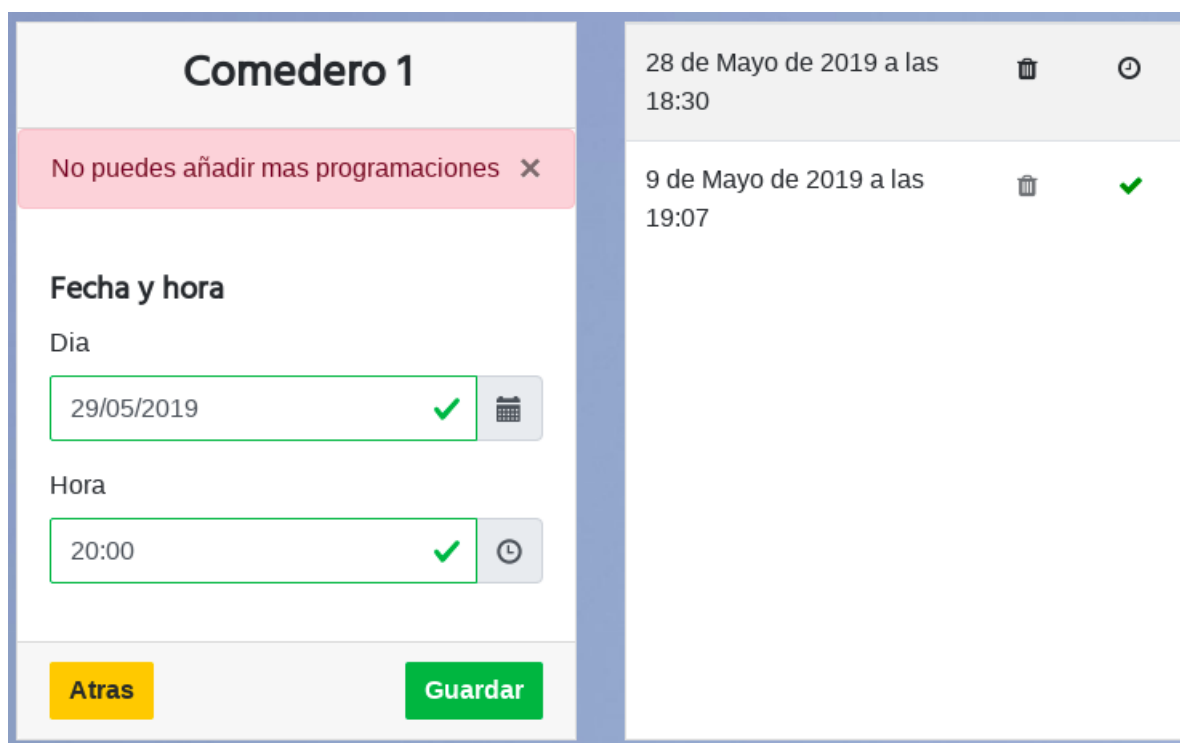 Comedero 1
No puedes añadir mas programaciones
Fecha y hora
Dia
29/05/2019
Hora
20:00
Atras
Guardar
28 de Mayo de 2019 a las
18:30
9 de Mayo de 2019 a las
19:07